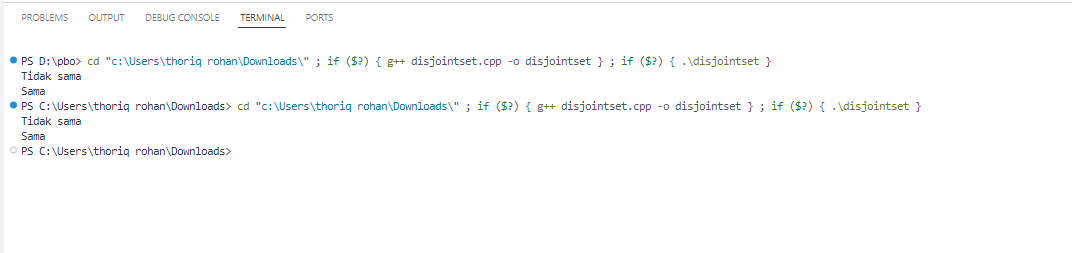 PROBLEMS OUTPUT DEBUG CONSOLE TERMINAL PORTS
PS D:\pbo> cd "c:\Users\thoriq rohan\Downloads\" ; if ($?) { g++ disjointset.cpp -o disjointset } ; if ($?) { .\disjointset }
Tidak sama
Sama
PS C:\Users\thoriq rohan\Downloads> cd "c:\Users\thoriq rohan\Downloads\" ; if ($?) { g++ disjointset.cpp -o disjointset } ; if ($?) { .\disjointset }
Tidak sama
Sama
PS C:\Users\thoriq rohan\Downloads>